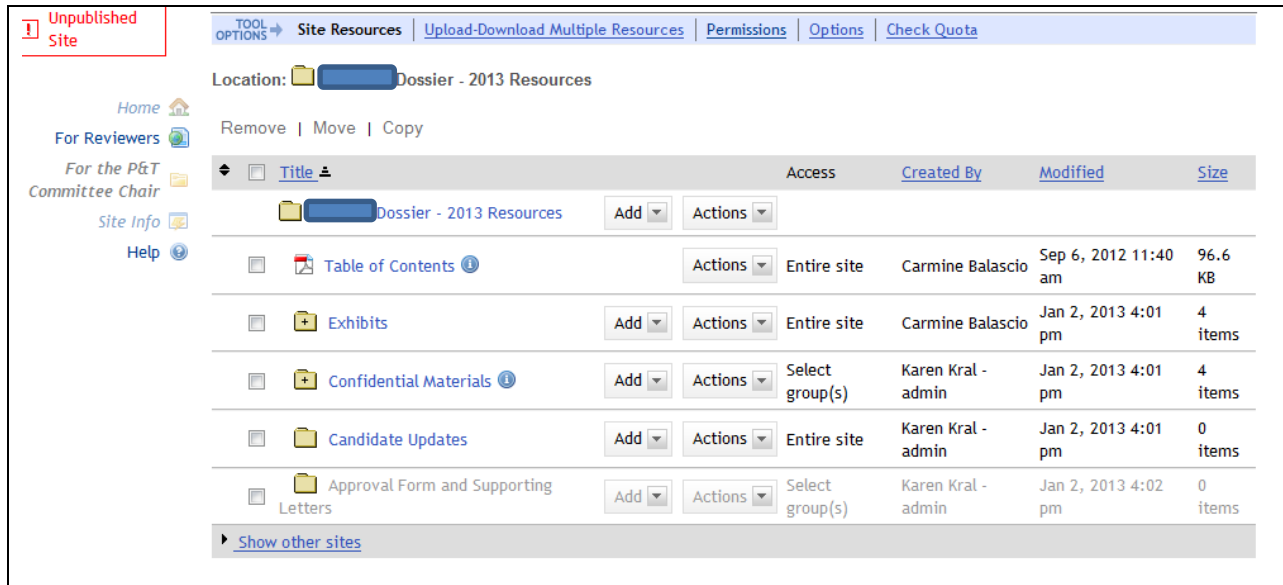 ! Unpublished
Site
TOOL
OPTIONS Site Resources | Upload-Download Multiple Resources | Permissions | Options | Check Quota
Location: Dossier - 2013 Resources
Home
For Reviewers
For the P&T
Committee Chair
Site Info
Help
Remove | Move | Copy
Title Access Created By Modified Size
Dossier - 2013 Resources Add Actions
Table of Contents Actions Entire site Carmine Balascio Sep 6, 2012 11:40
am 96.6
KB
Exhibits Add Actions Entire site Carmine Balascio Jan 2, 2013 4:01
pm 4
items
Confidential Materials Add Actions Select
group(s) Karen Kral -
admin Jan 2, 2013 4:01
pm 4
items
Candidate Updates Add Actions Entire site Karen Kral -
admin Jan 2, 2013 4:01
pm 0
items
Approval Form and Supporting
Letters Add Actions Select
group(s) Karen Kral -
admin Jan 2, 2013 4:02
pm 0
items
Show other sites